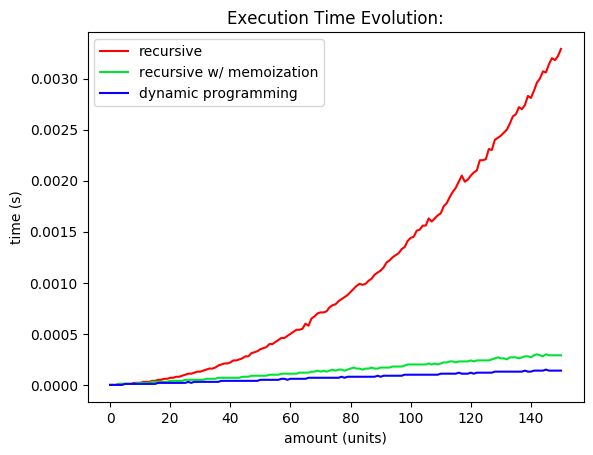 Execution Time Evolution:
recursive
recursive w/ memoization
dynamic programming
time (s)
0.0030
0.0025
0.0020
0.0015
0.0010
0.0005
0.0000
0 20 40 60 80 100 120 140
amount (units)